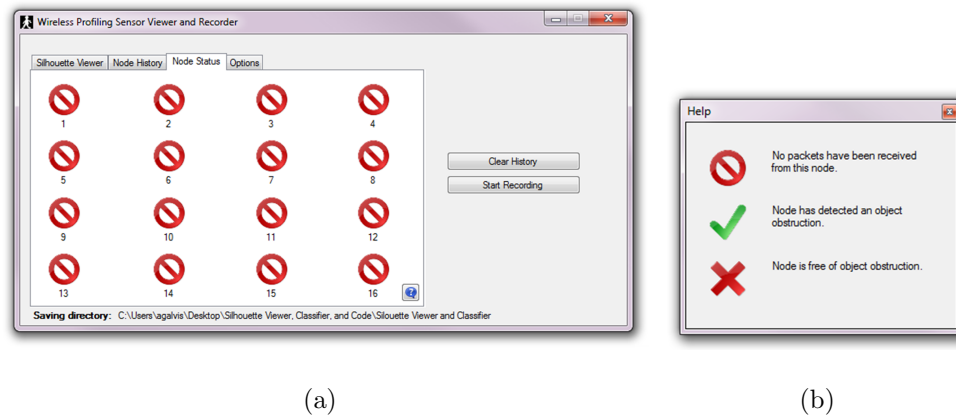 Wireless Profiling Sensor Viewer and Recorder
Silhouette Viewer Node History Node Status Options
1 2 3 4
5 6 7 8
9 10 11 12
13 14 15 16
Clear History
Start Recording
Saving directory: C:\Users\agalvis\Desktop\Silhouette Viewer, Classifier, and Code\Silouette Viewer and Classifier
(a)
Help
No packets have been received
from this node.
Node has detected an object
obstruction.
Node is free of object obstruction.
(b)